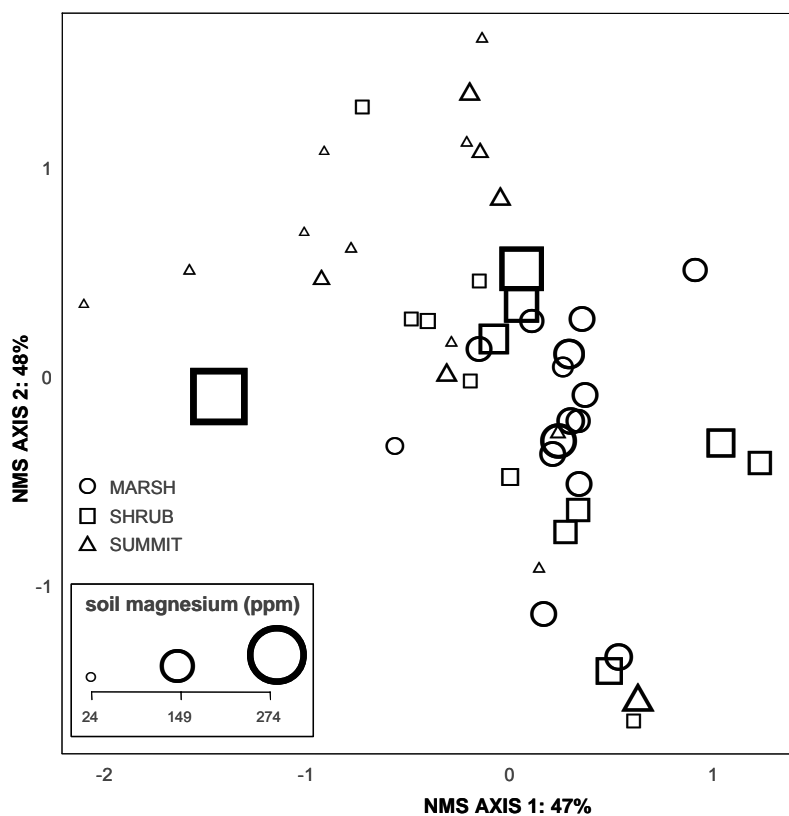 1
0
-1
NMS AXIS 2: 48%
MARSH
SHRUB
SUMMIT
soil magnesium (ppm)
24 149 274
-2 -1 0 1
NMS AXIS 1: 47%